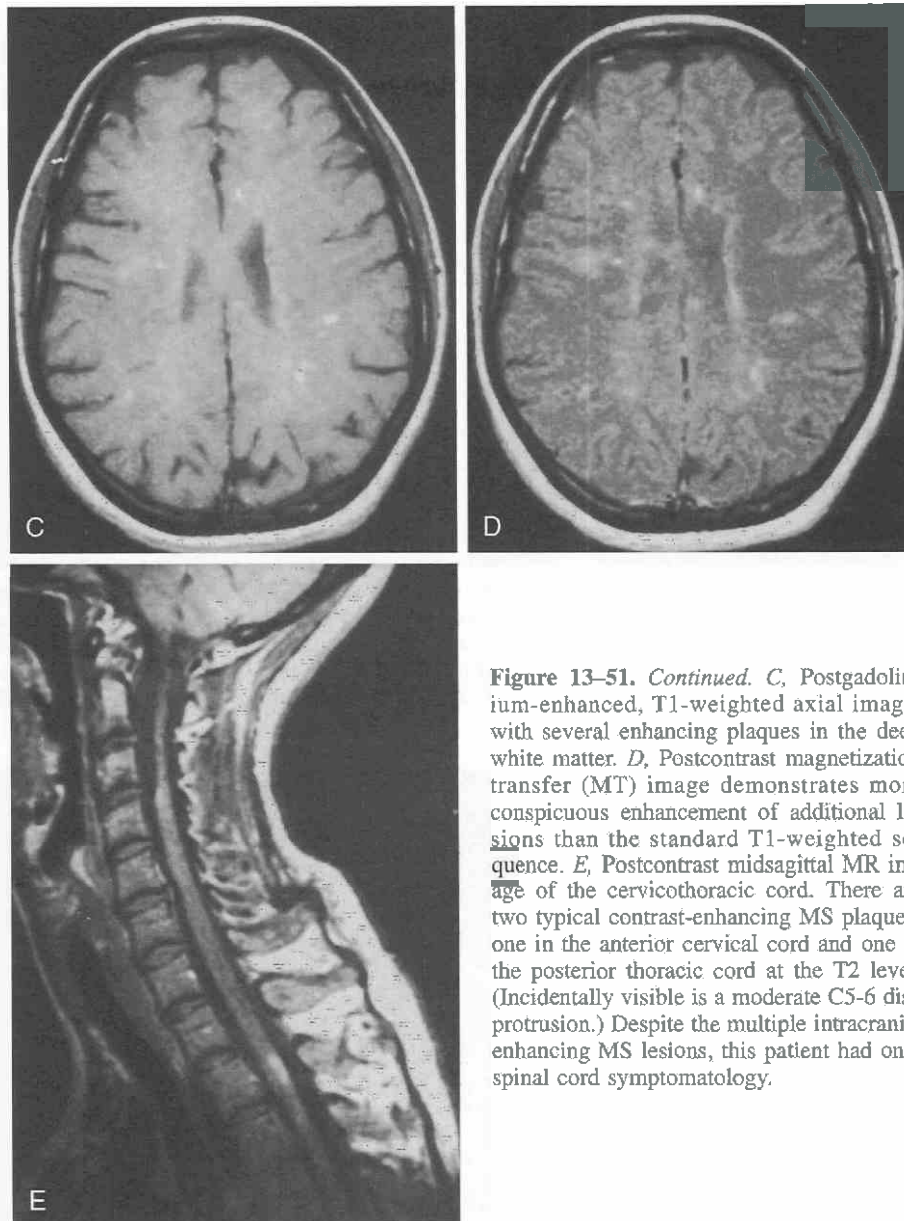 C
D
E
Figure 13–51. Continued. C, Postgadolin
ium-enhanced, T1-weighted axial imag
with several enhancing plaques in the dee
white matter. D, Postcontrast magnetizatio
transfer (MT) image demonstrates mor
conspicuous enhancement of additional l
sions than the standard T1-weighted se
quence. E, Postcontrast midsagittal MR in
age of the cervicothoracic cord. There a
two typical contrast-enhancing MS plaque
one in the anterior cervical cord and one
the posterior thoracic cord at the T2 leve
(Incidentally visible is a moderate C5-6 dis
protrusion.) Despite the multiple intracrani
enhancing MS lesions, this patient had on
spinal cord symptomatology.